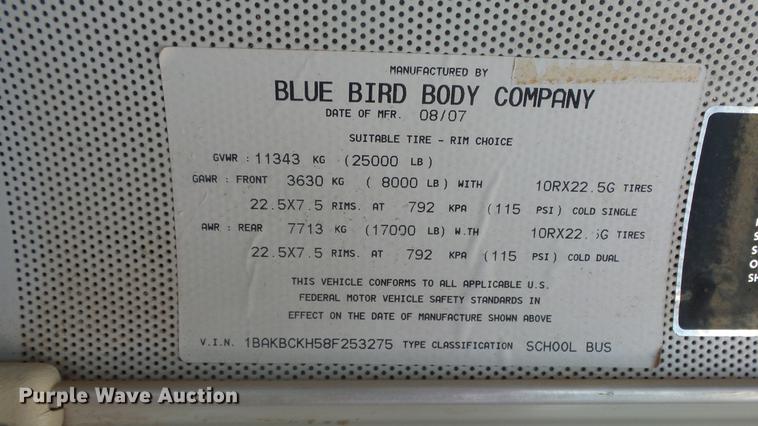 MANUFACTURED BY
BLUE BIRD BODY COMPANY
DATE OF MFR. 08/07
SUITABLE TIRE - RIM CHOICE
GVWR : 11343 KG (25000 LB)
GAWR : FRONT 3630 KG ( 8000 LB) WITH 10RX22.5G TIRES
22.5X7.5 RIMS. AT 792 KPA (115 PSI) COLD SINGLE
AWR : REAR 7713 KG (17000 LB) W.TH 10RX22. 5G TIRES
22.5X7.5 RIMS. AT 792 KPA (115 PSI) COLD DUAL
THIS VEHICLE CONFORMS TO ALL APPLICABLE U.S.
FEDERAL MOTOR VEHICLE SAFETY STANDARDS IN
EFFECT ON THE DATE OF MANUFACTURE SHOWN ABOVE
V.I.N. 1BAKBCKH58F253275 TYPE CLASSIFICATION SCHOOL BUS
Purple Wave Auction